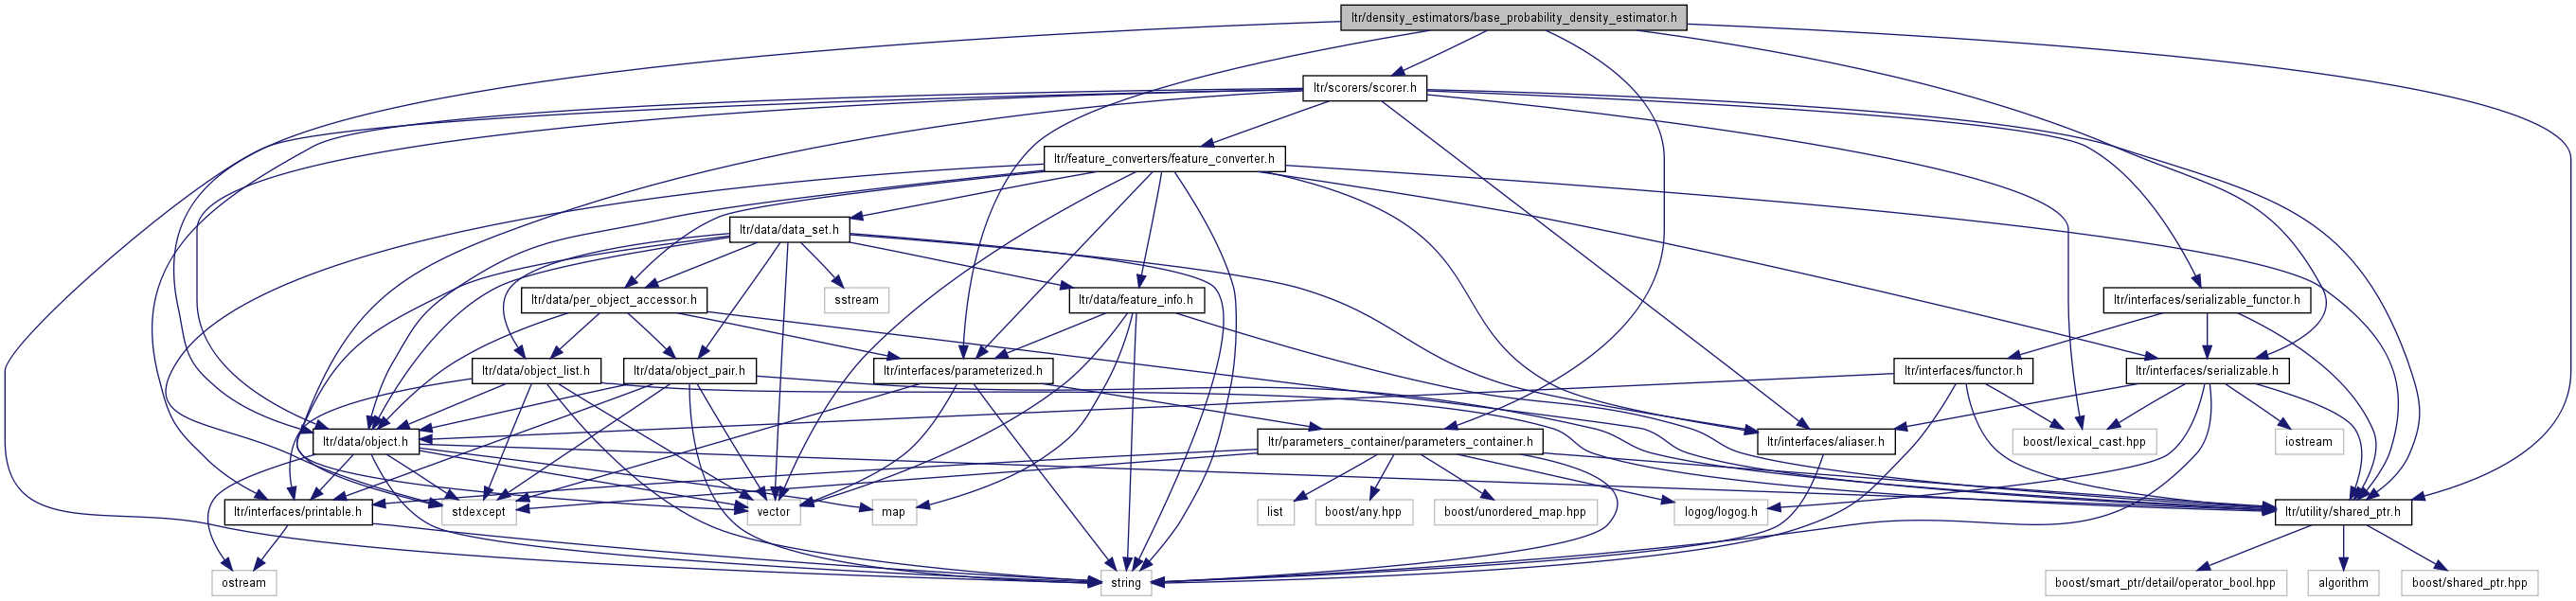 ltr/density_estimators/base_probability_density_estimator.h
ltr/scorers/scorer.h
ltr/feature_converters/feature_converter.h
ltr/data/data_set.h
ltr/data/per_object_accessor.h
sstream
ltr/data/feature_info.h
ltr/interfaces/serializable_functor.h
ltr/data/object_list.h
ltr/data/object_pair.h
ltr/interfaces/parameterized.h
ltr/interfaces/functor.h
ltr/interfaces/serializable.h
ltr/data/object.h
ltr/parameters_container/parameters_container.h
ltr/interfaces/aliaser.h
boost/lexical_cast.hpp
iostream
ltr/interfaces/printable.h
stdexcept
vector
map
list
boost/any.hpp
boost/unordered_map.hpp
logog/logog.h
ltr/utility/shared_ptr.h
ostream
string
boost/smart_ptr/detail/operator_bool.hpp
algorithm
boost/shared_ptr.hpp